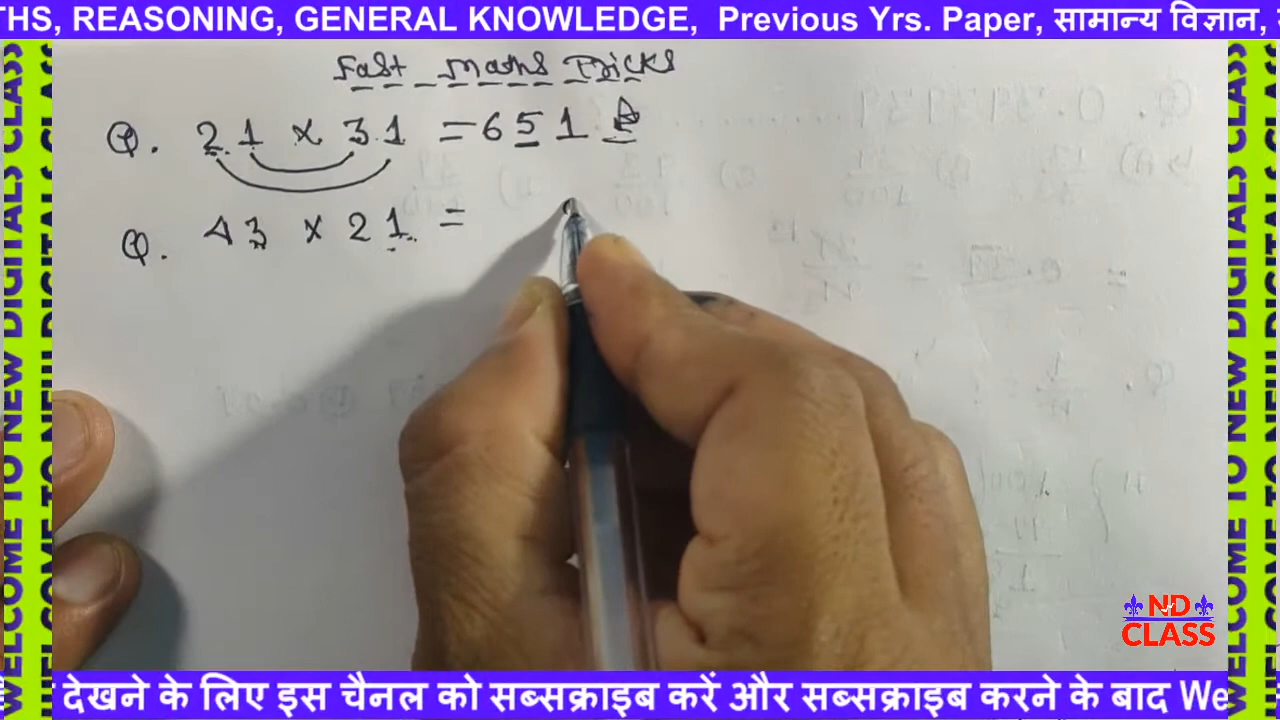 THS, REASONING, GENERAL KNOWLEDGE, Previous Yrs. Paper, सामान्य विज्ञान,
Fast Maths Tricks
Q. 21 x 31 = 651
Q. 43 x 21 =
WELCOME TO NEW DIGITALS CLASS
ND
CLASS
देखने के लिए इस चैनल को सब्सक्राइब करें और सब्सक्राइब करने के बाद We